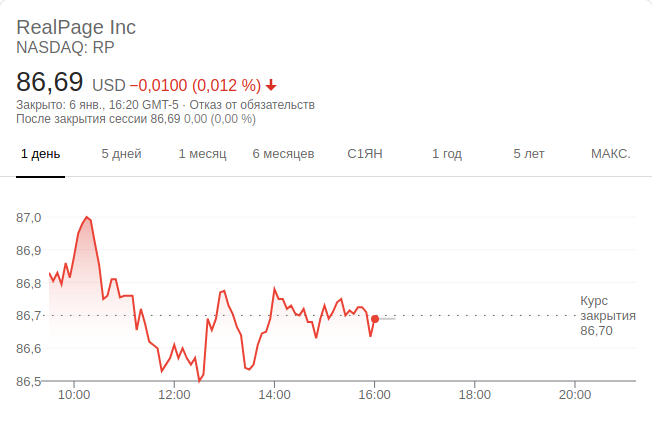 RealPage Inc
NASDAQ: RP
86,69 USD −0,0100 (0,012 %)
Закрыто: 6 янв., 16:20 GMT-5 · Отказ от обязательств
После закрытия сессии 86,69 0,00 (0,00 %)
1 день 5 дней 1 месяц 6 месяцев С1ЯН 1 год 5 лет МАКС.
87,0
86,9
86,8
86,7
86,6
86,5
Курс
закрытия
86,70
10:00 12:00 14:00 16:00 18:00 20:00